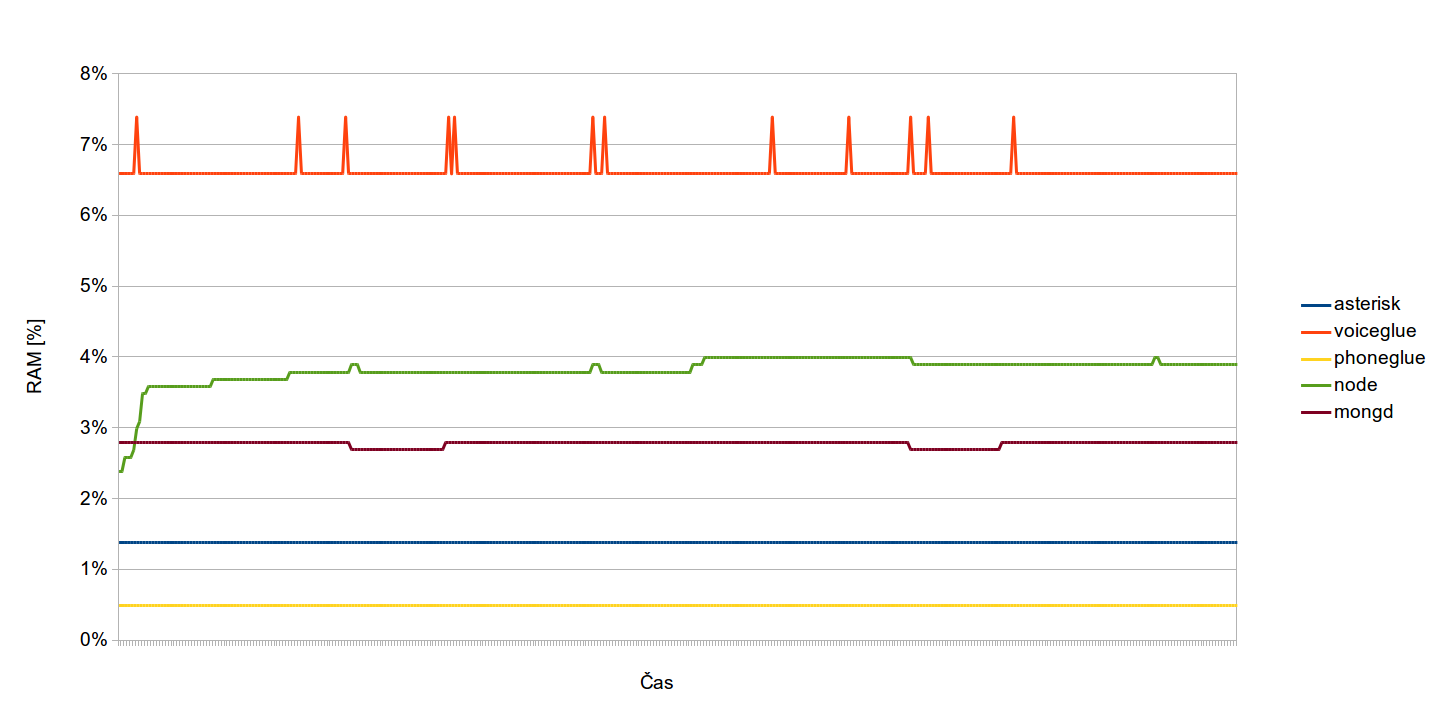 8%
7%
6%
5%
4%
3%
2%
1%
0%
RAM [%]
Čas
asterisk
voiceglue
phoneglue
node
mongd